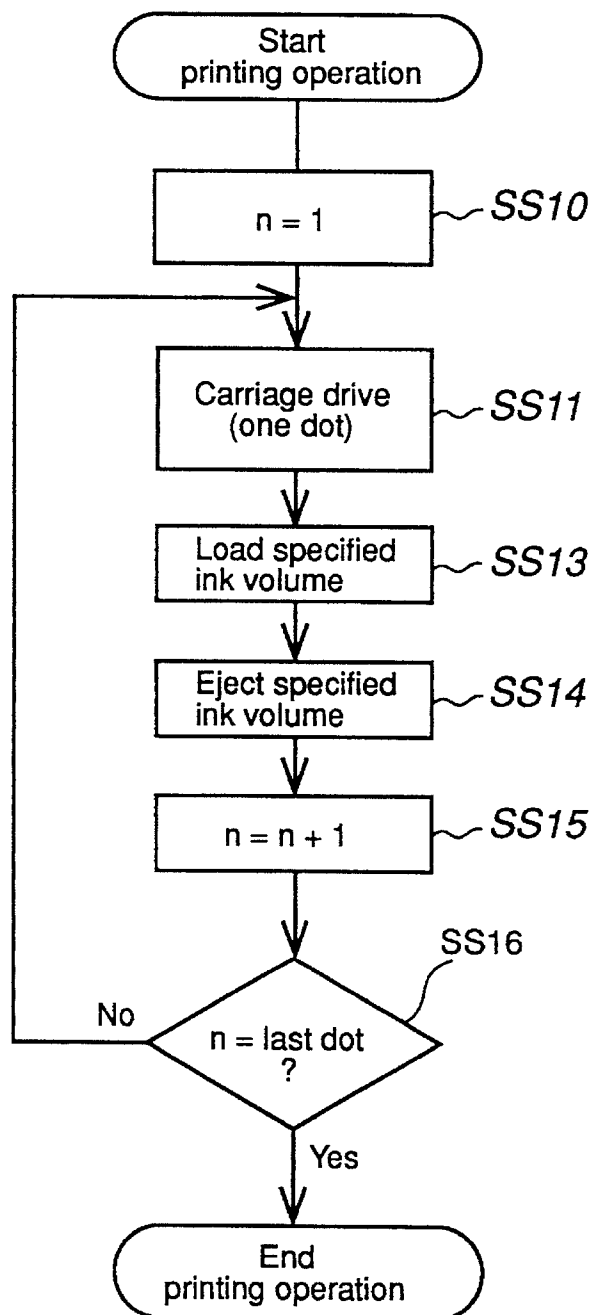 Start
printing operation
n = 1
SS10
Carriage drive
(one dot)
SS11
Load specified
ink volume
SS13
Eject specified
ink volume
SS14
n = n + 1
SS15
SS16
No
n = last dot
?
Yes
End
printing operation